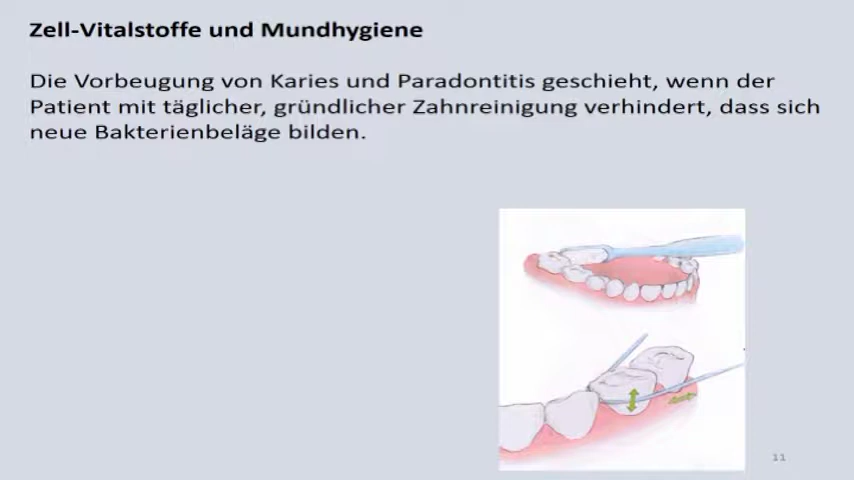 Zell-Vitalstoffe und Mundhygiene
Die Vorbeugung von Karies und Paradontitis geschieht, wenn der
Patient mit täglicher, gründlicher Zahnreinigung verhindert, dass sich
neue Bakterienbeläge bilden.
11